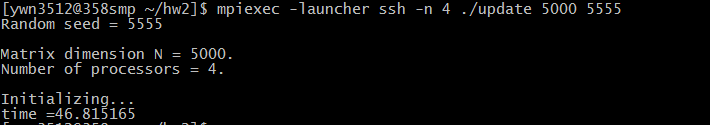 [ywn3512@358smp ~/hw2]$ mpiexec -launcher ssh -n 4 ./update 5000 5555
Random seed = 5555
Matrix dimension N = 5000.
Number of processors = 4.
Initializing...
time =46.815165